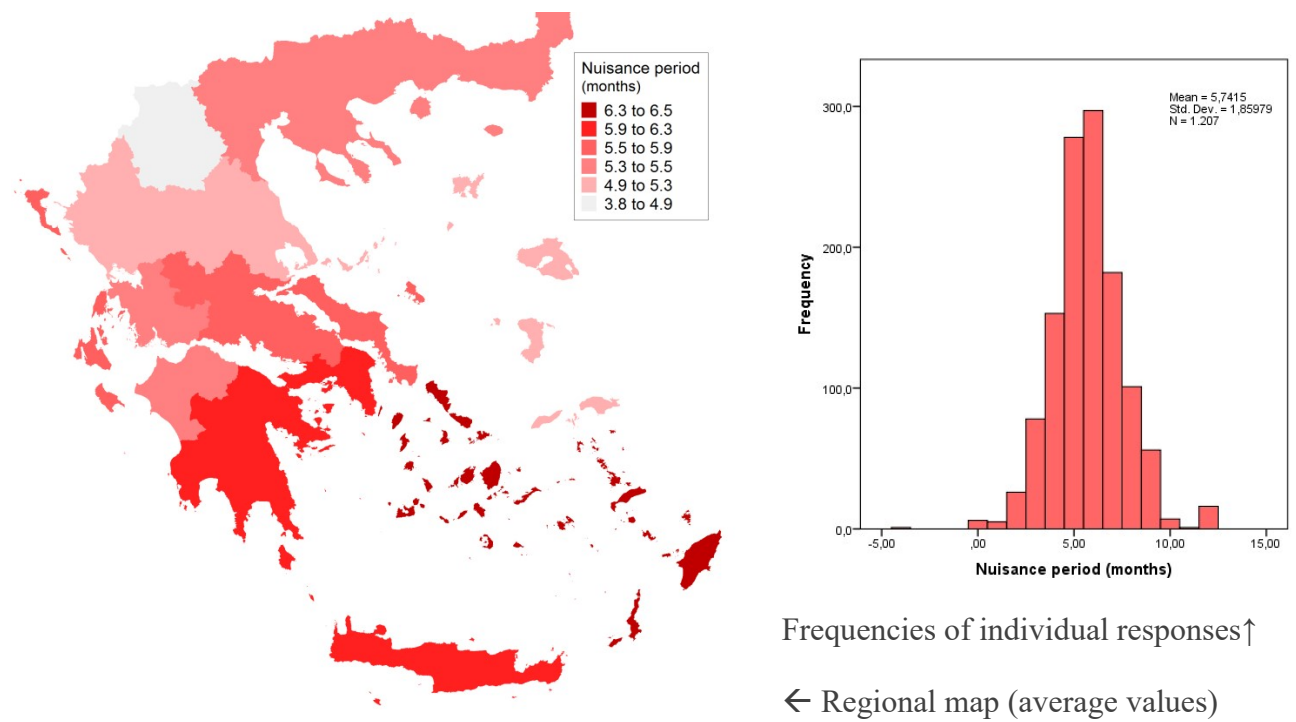 Nuisance period
(months)
6.3 to 6.5
5.9 to 6.3
5.5 to 5.9
5.3 to 5.5
4.9 to 5.3
3.8 to 4.9
Mean = 5,7415
Std. Dev. = 1,85979
N = 1.207
300,0
200,0
100,0
0,0
Frequency
-5,00 ,00 5,00 10,00 15,00
Nuisance period (months)
Frequencies of individual responses↑
← Regional map (average values)